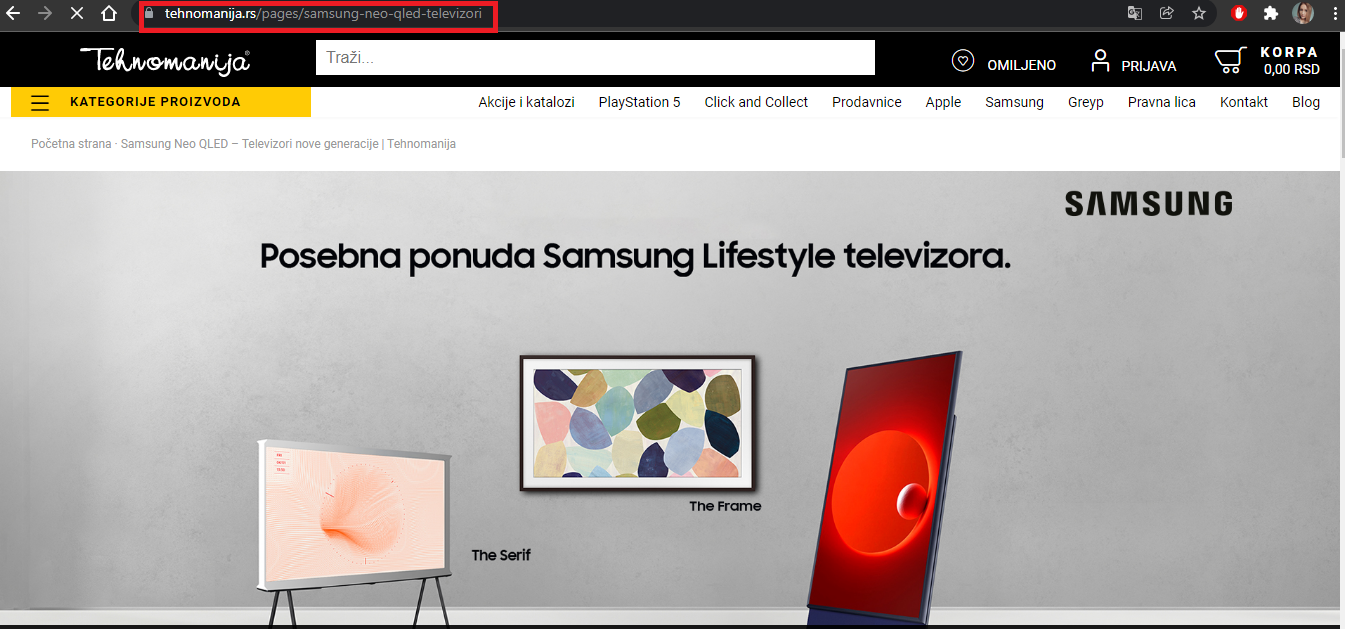 tehnomanija.rs/pages/samsung-neo-qled-televizori
Tehnomanija
Traži...
OMILJENO
PRIJAVA
KORPA
0,00 RSD
KATEGORIJE PROIZVODA
Akcije i katalozi
PlayStation 5
Click and Collect
Prodavnice
Apple
Samsung
Greyp
Pravna lica
Kontakt
Blog
Početna strana · Samsung Neo QLED – Televizori nove generacije | Tehnomanija
SAMSUNG
Posebna ponuda Samsung Lifestyle televizora.
The Frame
The Serif